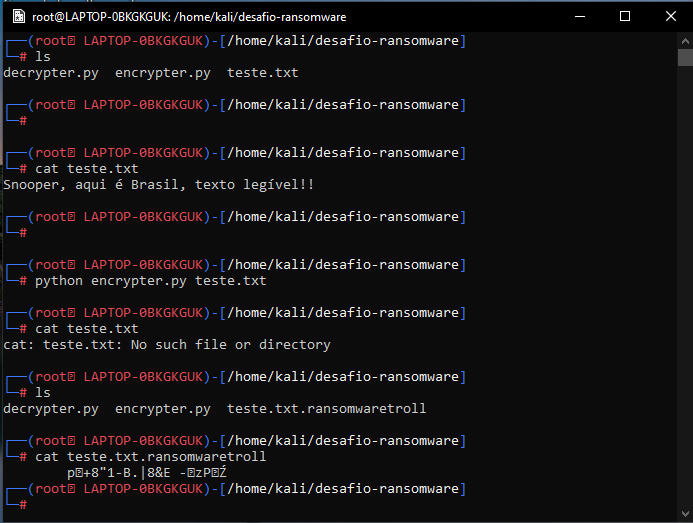 root@LAPTOP-0BKGKGUK: /home/kali/desafio-ransomware
┌──(root㉿ LAPTOP-0BKGKGUK)-[/home/kali/desafio-ransomware]
└─# ls
decrypter.py  encrypter.py  teste.txt
┌──(root㉿ LAPTOP-0BKGKGUK)-[/home/kali/desafio-ransomware]
└─#
┌──(root㉿ LAPTOP-0BKGKGUK)-[/home/kali/desafio-ransomware]
└─# cat teste.txt
Snooper, aqui é Brasil, texto legível!!
┌──(root㉿ LAPTOP-0BKGKGUK)-[/home/kali/desafio-ransomware]
└─#
┌──(root㉿ LAPTOP-0BKGKGUK)-[/home/kali/desafio-ransomware]
└─# python encrypter.py teste.txt
┌──(root㉿ LAPTOP-0BKGKGUK)-[/home/kali/desafio-ransomware]
└─# cat teste.txt
cat: teste.txt: No such file or directory
┌──(root㉿ LAPTOP-0BKGKGUK)-[/home/kali/desafio-ransomware]
└─# ls
decrypter.py  encrypter.py  teste.txt.ransomwaretroll
┌──(root㉿ LAPTOP-0BKGKGUK)-[/home/kali/desafio-ransomware]
└─# cat teste.txt.ransomwaretroll
p�+8"1-B.|8&E -�zP�Ź
┌──(root㉿ LAPTOP-0BKGKGUK)-[/home/kali/desafio-ransomware]
└─#